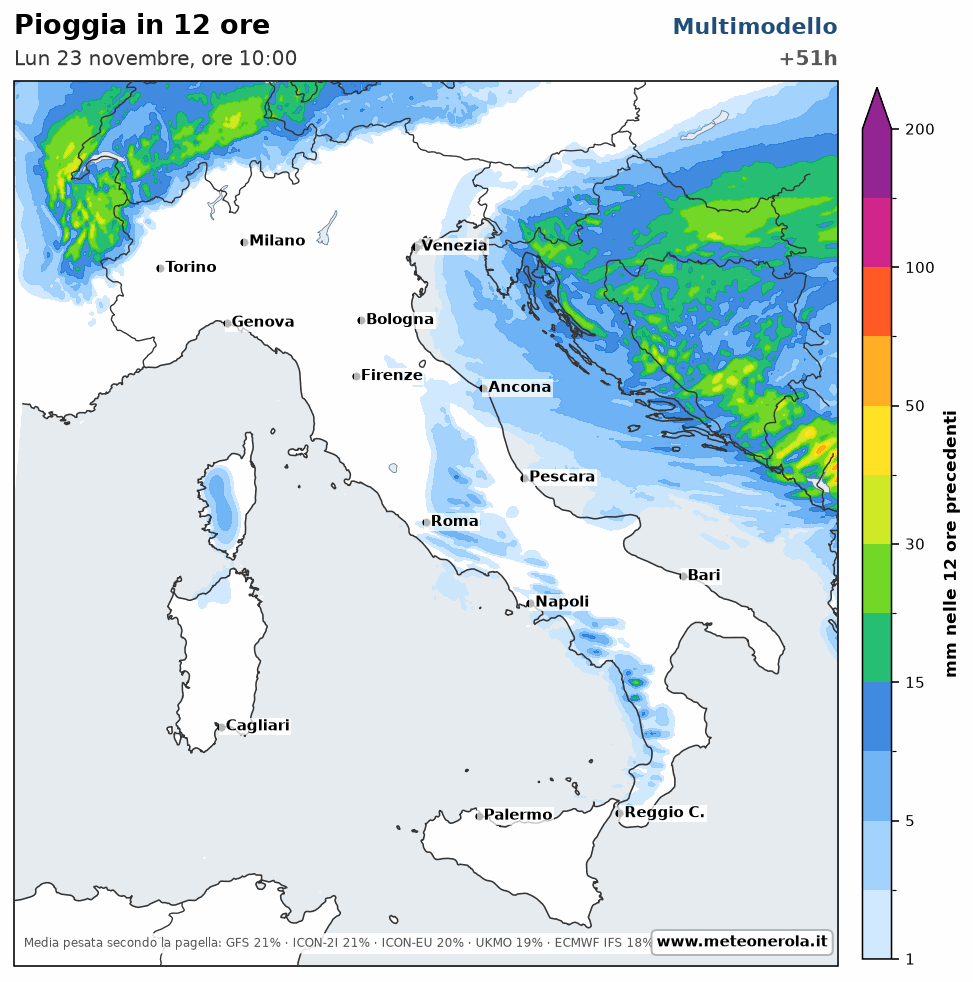 Pioggia in 12 ore
Multimodello
Lun 23 novembre, ore 10:00
+51h
200
100
50
30
15
5
1
mm nelle 12 ore precedenti
Milano
Venezia
Torino
Genova
Bologna
Firenze
Ancona
Pescara
Roma
Bari
Napoli
Cagliari
Palermo
Reggio C.
Media pesata secondo la pagella: GFS 21% · ICON-2I 21% · ICON-EU 20% · UKMO 19% · ECMWF IFS 18%
www.meteonerola.it